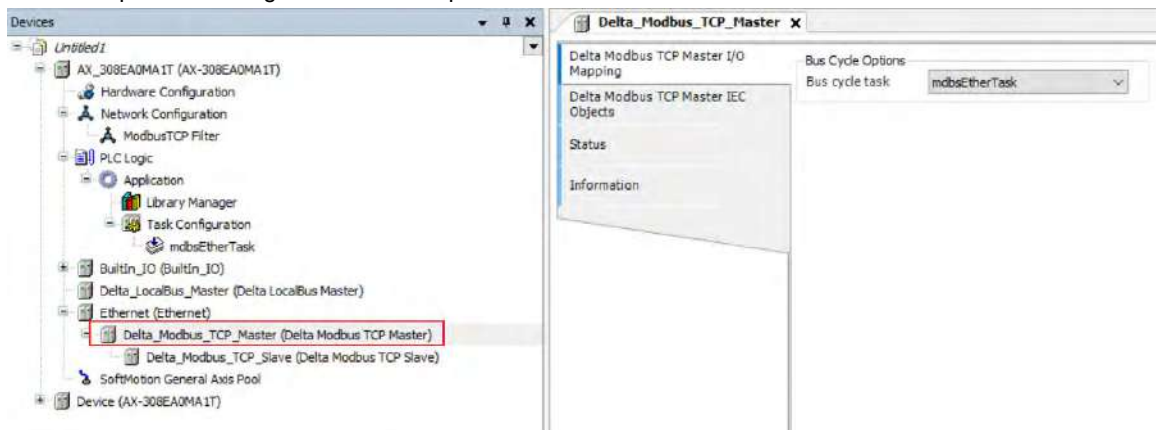 Devices
Untitled1
AX_308EA0MA1T (AX-308EA0MA1T)
Hardware Configuration
Network Configuration
ModbusTCP Filter
PLC Logic
Application
Library Manager
Task Configuration
mdbsEtherTask
BuiltIn_IO (BuiltIn_IO)
Delta_LocalBus_Master (Delta LocalBus Master)
Ethernet (Ethernet)
Delta_Modbus_TCP_Master (Delta Modbus TCP Master)
Delta_Modbus_TCP_Slave (Delta Modbus TCP Slave)
SoftMotion General Axis Pool
Device (AX-308EA0MA1T)
Delta_Modbus_TCP_Master
Delta Modbus TCP Master I/O
Mapping
Delta Modbus TCP Master IEC
Objects
Status
Information
Bus Cycle Options
Bus cycle task mdbsEtherTask